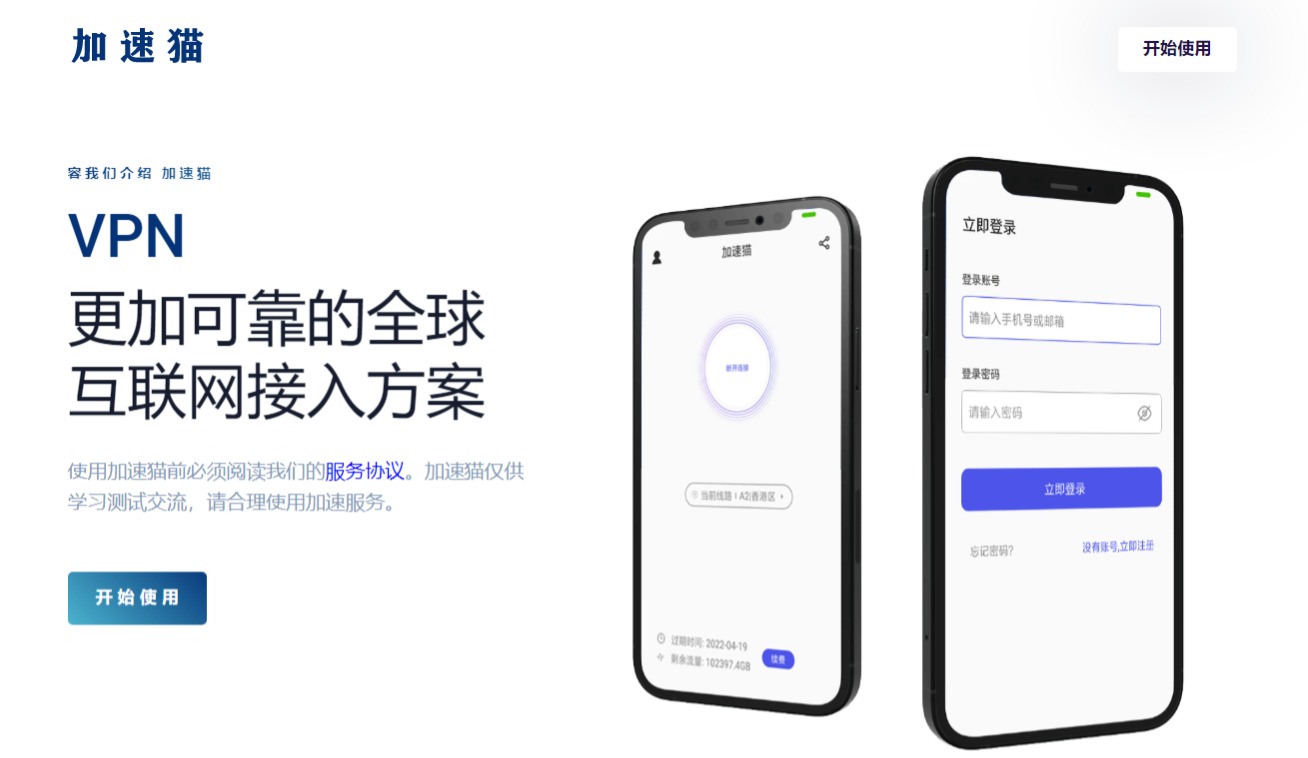 加速猫
开始使用
容我们介绍 加速猫
VPN
更加可靠的全球
互联网接入方案
使用加速猫前必须阅读我们的服务协议。加速猫仅供
学习测试交流，请合理使用加速服务。
开始使用
加速猫
断开连接
当前线路 | A2|香港区
过期时间: 2022-04-19
剩余流量: 102397.4GB
续费
立即登录
登录账号
请输入手机号或邮箱
登录密码
请输入密码
立即登录
忘记密码?
没有账号,立即注册